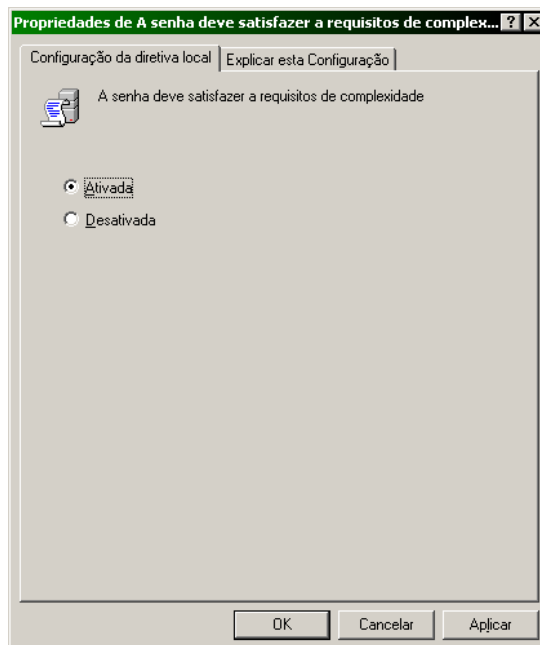 Propriedades de A senha deve satisfazer a requisitos de complex...
Configuração da diretiva local
Explicar esta Configuração
A senha deve satisfazer a requisitos de complexidade
Ativada
Desativada
OK
Cancelar
Aplicar